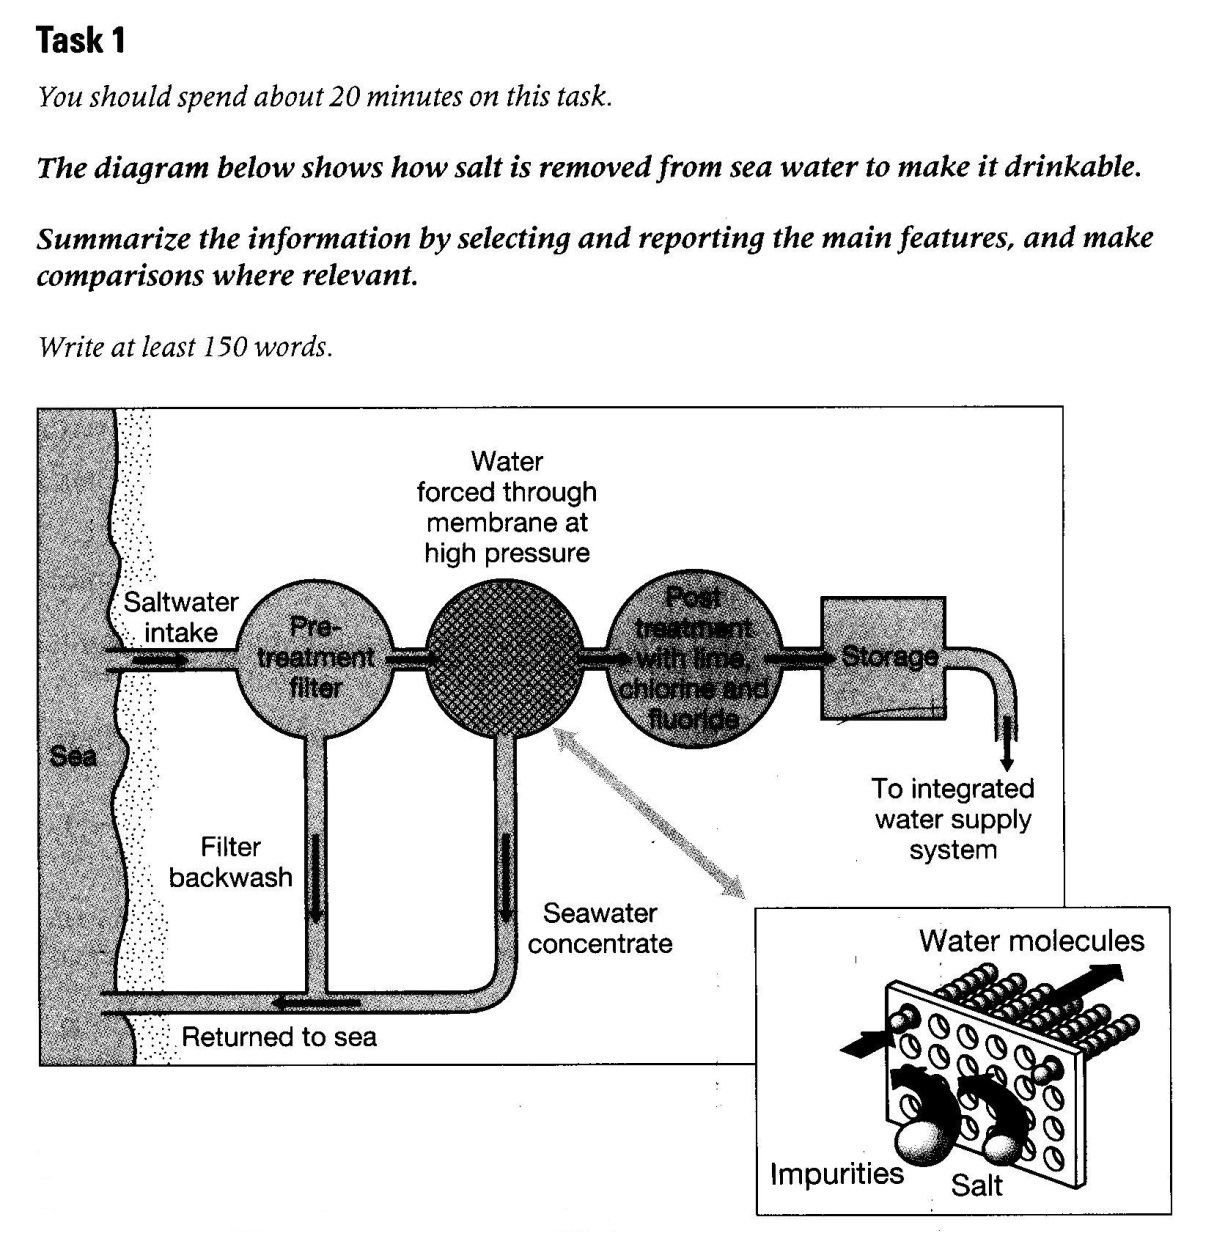 Task 1
You should spend about 20 minutes on this task.
The diagram below shows how salt is removed from sea water to make it drinkable.
Summarize the information by selecting and reporting the main features, and make
comparisons where relevant.
Write at least 150 words.
Water
forced through
membrane at
high pressure
Saltwater
intake
Pre-
treatment
filter
Post
treatment
with lime,
chlorine and
fluoride
Storage
Sea
To integrated
water supply
system
Filter
backwash
Seawater
concentrate
Returned to sea
Water molecules
Impurities
Salt